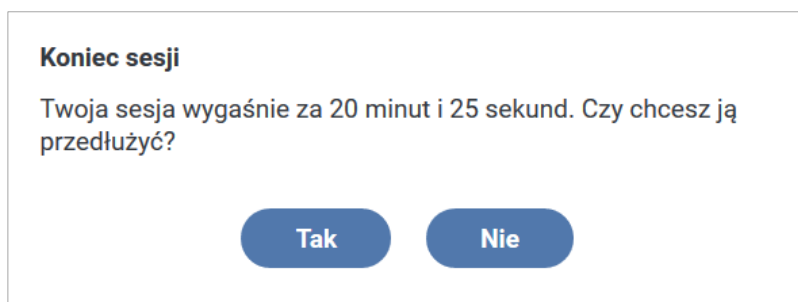 Koniec sesji
Twoja sesja wygaśnie za 20 minut i 25 sekund. Czy chcesz ją
przedłużyć?
Tak
Nie